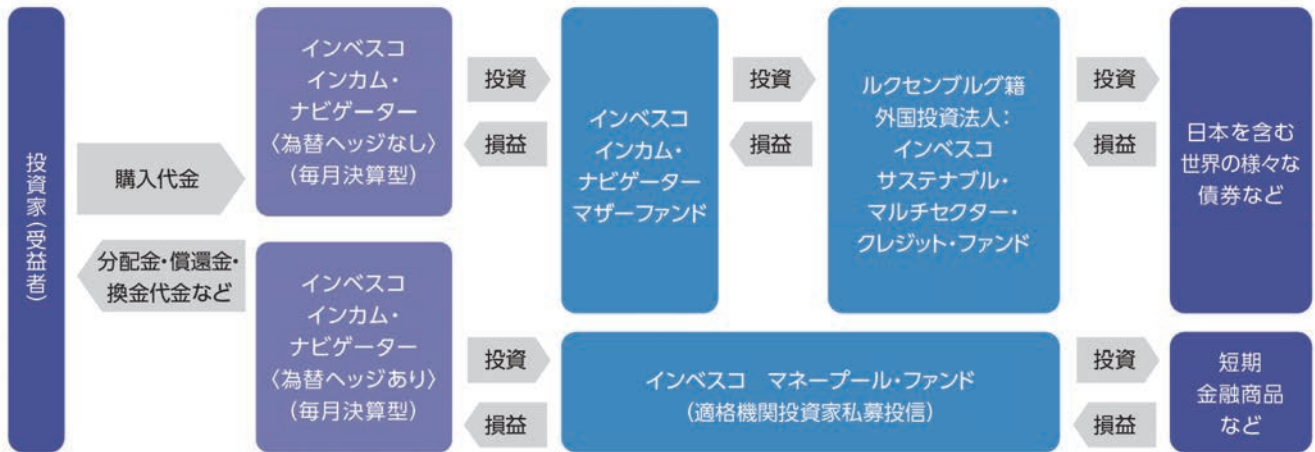 投資家(受益者)
購入代金
分配金・償還金・
換金代金など
インベスコ
インカム・
ナビゲーター
〈為替ヘッジなし〉
(毎月決算型)
インベスコ
インカム・
ナビゲーター
〈為替ヘッジあり〉
(毎月決算型)
投資
損益
インベスコ
インカム・
ナビゲーター
マザーファンド
投資
損益
ルクセンブルグ籍
外国投資法人:
インベスコ
サステナブル・
マルチセクター・
クレジット・ファンド
投資
損益
日本を含む
世界の様々な
債券など
投資
損益
インベスコ　マネープール・ファンド
(適格機関投資家私募投信)
投資
損益
短期
金融商品
など